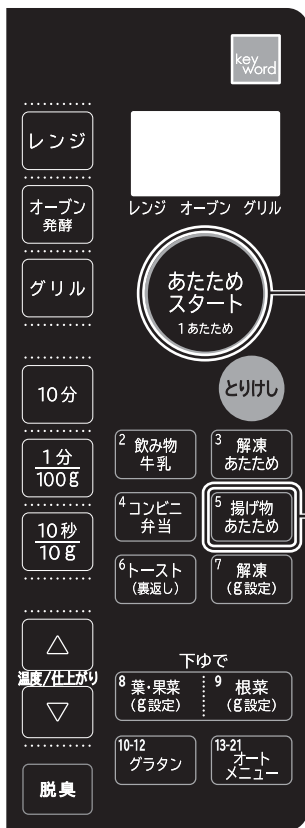 key
word
レンジ
レンジ オーブン グリル
オーブン
発酵
あたため
スタート
1あたため
グリル
とりけし
10分
2 飲み物
牛乳
3 解凍
あたため
1分
100g
4 コンビニ
弁当
5 揚げ物
あたため
10秒
10g
6 トースト
(裏返し)
7 解凍
(g設定)
△
温度/仕上がり
▽
下ゆで
8 葉・果菜
(g設定)
9 根菜
(g設定)
10-12
グラタン
13-21
オート
メニュー
脱臭